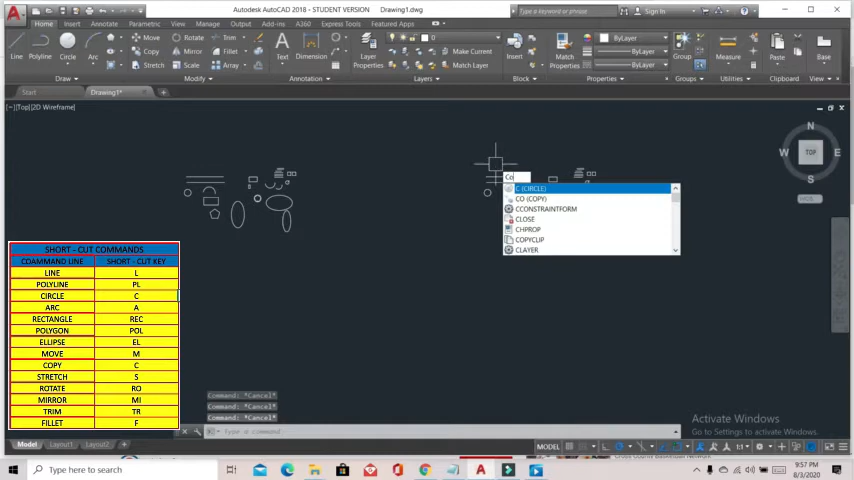 Autodesk AutoCAD 2018 - STUDENT VERSION Drawing1.dwg
Type a keyword or phrase
Sign In
Home Insert Annotate Parametric View Manage Output Add-ins A360 Express Tools Featured Apps
Line Polyline Circle Arc
Move Rotate Trim
Copy Mirror Fillet
Stretch Scale Array
Text Dimension
Layer Properties
0
Make Current
Match Layer
Insert
Match Properties
ByLayer
ByLayer
ByLayer
Group
Measure
Paste
Base
Draw Modify Annotation Layers Block Properties Groups Utilities Clipboard View
Start Drawing1*
[-][Top][2D Wireframe]
N
W TOP E
S
Co
C (CIRCLE)
CO (COPY)
CCONSTRAINTFORM
CLOSE
CHPROP
COPYCLIP
CLAYER
SHORT - CUT COMMANDS
COAMMAND LINE SHORT - CUT KEY
LINE L
POLYLINE PL
CIRCLE C
ARC A
RECTANGLE REC
POLYGON POL
ELLIPSE EL
MOVE M
COPY C
STRETCH S
ROTATE RO
MIRROR MI
TRIM TR
FILLET F
Command: *Cancel*
Command: *Cancel*
Command: *Cancel*
Type a command
Activate Windows
Go to Settings to activate Windows.
Model Layout1 Layout2 +
MODEL
1:1
Type here to search
9:57 PM
8/3/2020